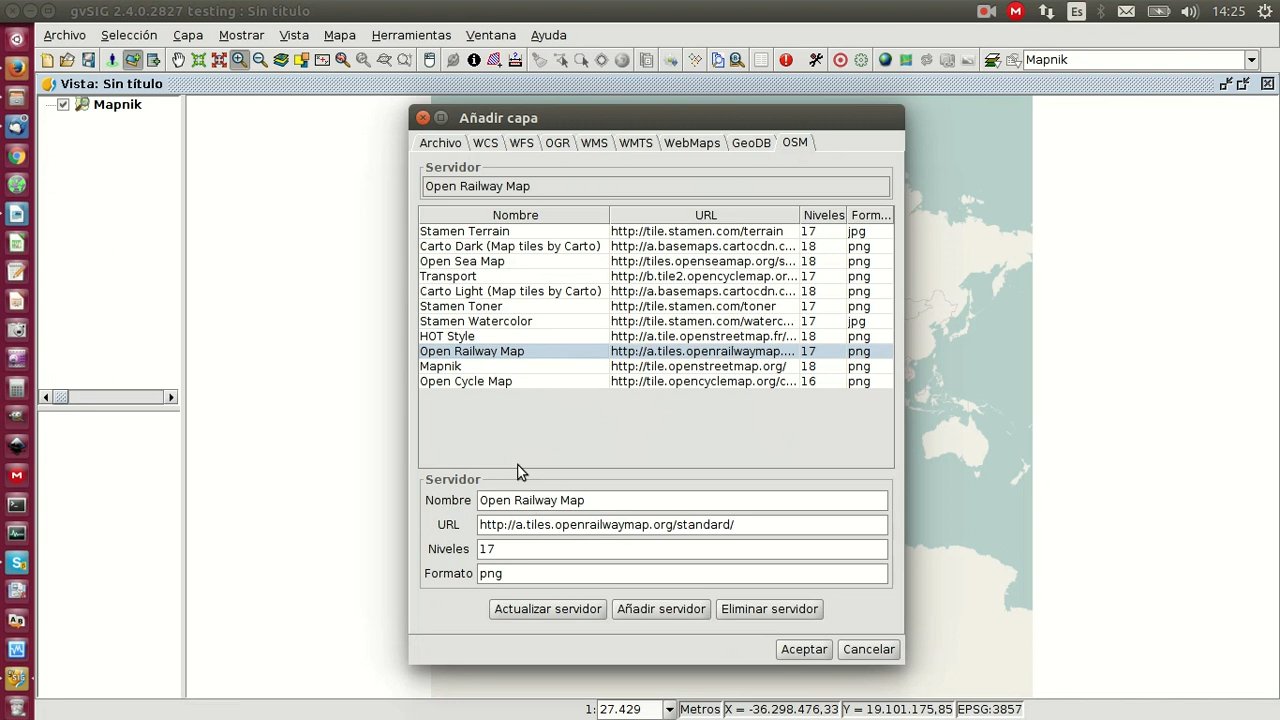 gvSIG 2.4.0.2827 testing : Sin título
Es
14:25
Archivo Selección Capa Mostrar Vista Mapa Herramientas Ventana Ayuda
Mapnik
Vista: Sin título
Mapnik
Añadir capa
Archivo WCS WFS OGR WMS WMTS WebMaps GeoDB OSM
Servidor
Open Railway Map
Nombre URL Niveles Form...
Stamen Terrain http://tile.stamen.com/terrain 17 jpg
Carto Dark (Map tiles by Carto) http://a.basemaps.cartocdn.c... 18 png
Open Sea Map http://tiles.openseamap.org/s... 18 png
Transport http://b.tile2.opencyclemap.or... 17 png
Carto Light (Map tiles by Carto) http://a.basemaps.cartocdn.c... 18 png
Stamen Toner http://tile.stamen.com/toner 17 png
Stamen Watercolor http://tile.stamen.com/waterc... 17 jpg
HOT Style http://a.tile.openstreetmap.fr/... 18 png
Open Railway Map http://a.tiles.openrailwaymap.... 17 png
Mapnik http://tile.openstreetmap.org/ 18 png
Open Cycle Map http://tile.opencyclemap.org/c... 16 png
Servidor
Nombre Open Railway Map
URL http://a.tiles.openrailwaymap.org/standard/
Niveles 17
Formato png
Actualizar servidor Añadir servidor Eliminar servidor
Aceptar Cancelar
1: 27.429 Metros X = -36.298.476,33 Y = 19.101.175,85 EPSG:3857